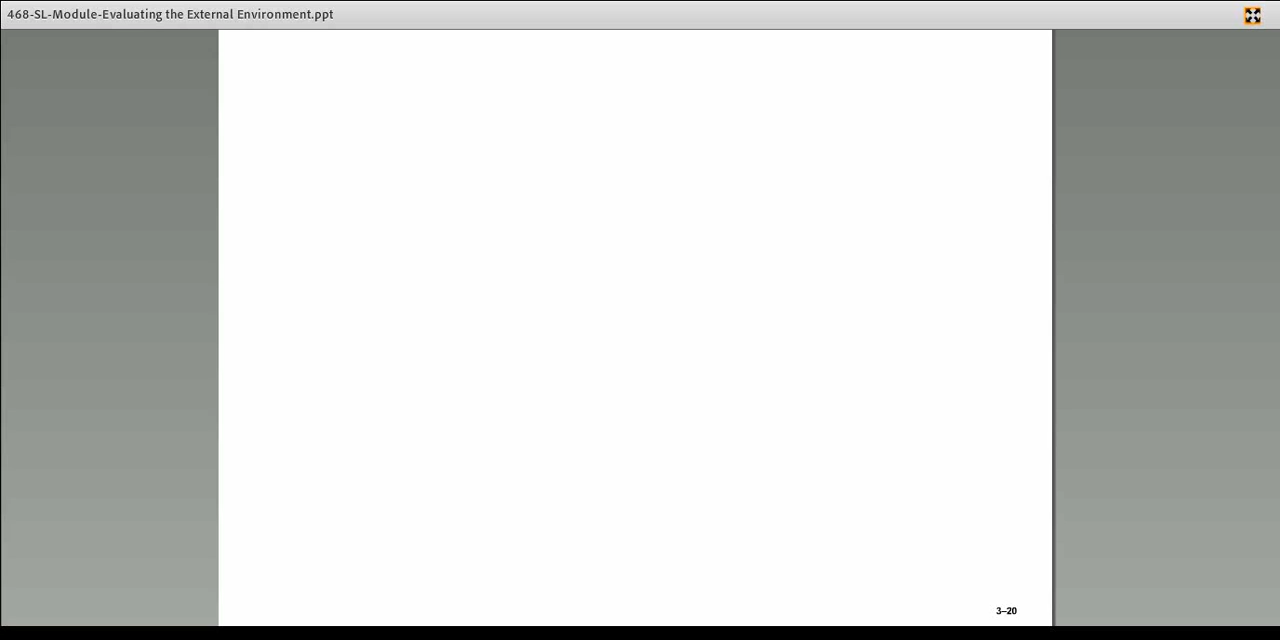 468-SL-Module-Evaluating the External Environment.ppt
3–20